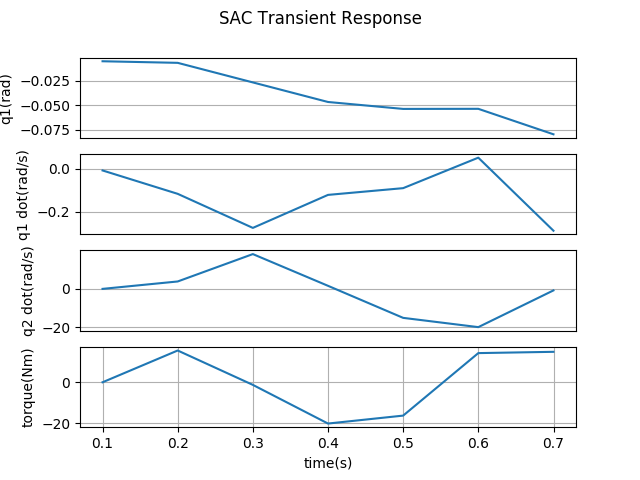 SAC Transient Response
q1(rad)
−0.025
−0.050
−0.075
q1 dot(rad/s)
0.0
−0.2
q2 dot(rad/s)
0
−20
torque(Nm)
0
−20
0.1 0.2 0.3 0.4 0.5 0.6 0.7
time(s)